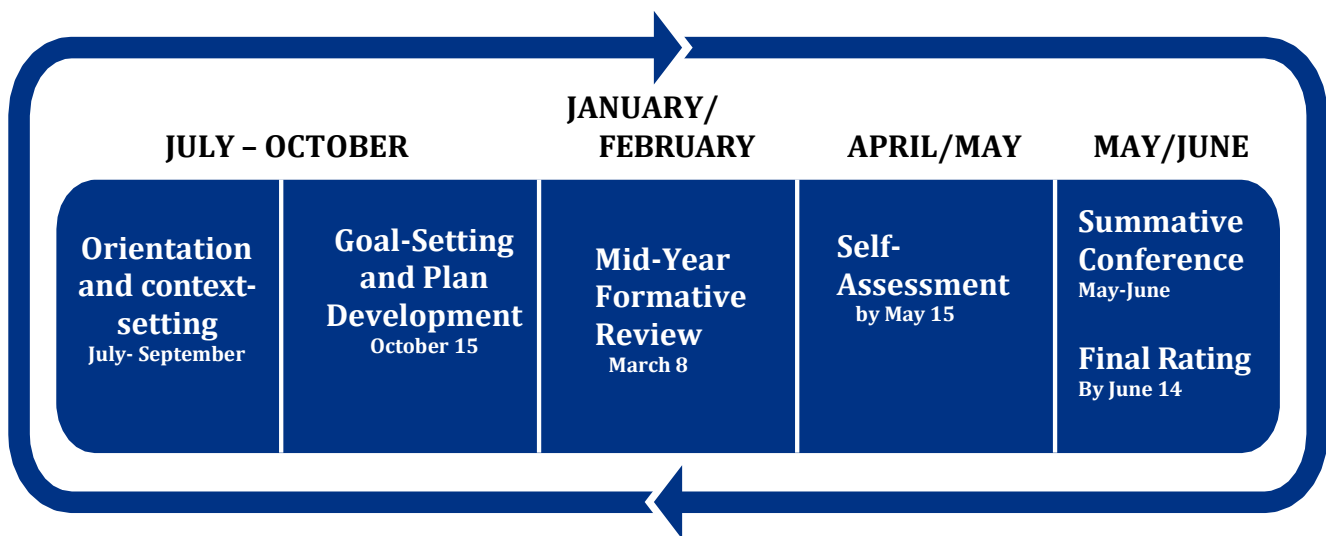 JULY – OCTOBER
JANUARY/
FEBRUARY
APRIL/MAY
MAY/JUNE
Orientation
and context-
setting
July- September
Goal-Setting
and Plan
Development
October 15
Mid-Year
Formative
Review
March 8
Self-
Assessment
by May 15
Summative
Conference
May-June
Final Rating
By June 14